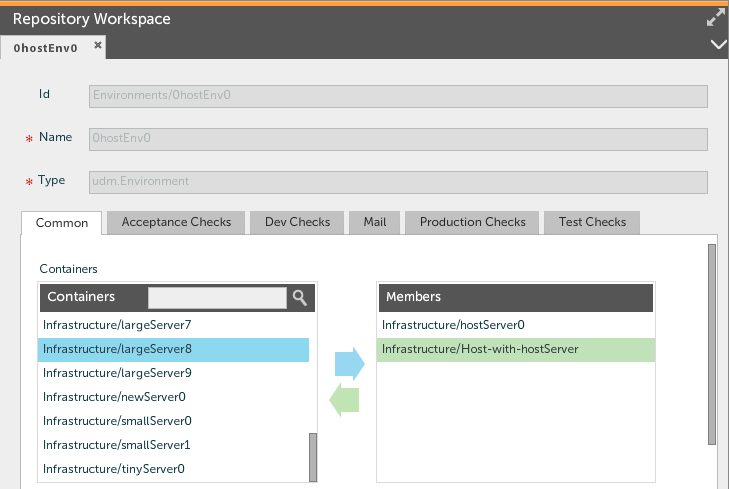 Repository Workspace
0hostEnv0 ×
Id Environments/0hostEnv0
* Name 0hostEnv0
* Type udm.Environment
Common Acceptance Checks Dev Checks Mail Production Checks Test Checks
Containers
Containers Members
Infrastructure/largeServer7 Infrastructure/hostServer0
Infrastructure/largeServer8 Infrastructure/Host-with-hostServer
Infrastructure/largeServer9
Infrastructure/newServer0
Infrastructure/smallServer0
Infrastructure/smallServer1
Infrastructure/tinyServer0